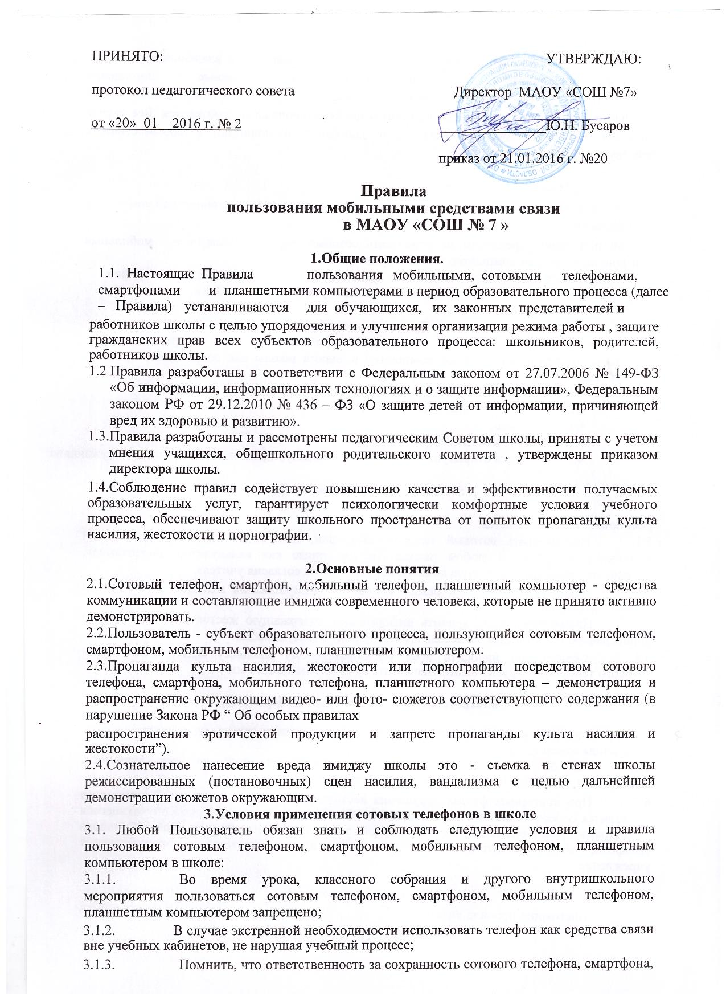 ПРИНЯТО:
УТВЕРЖДАЮ:
протокол педагогического совета
Директор МАОУ «СОШ №7»
от «20» 01 2016 г. № 2
Ю.Н. Бусаров
приказ от 21.01.2016 г. №20
Правила
пользования мобильными средствами связи
в МАОУ «СОШ № 7 »
1.Общие положения.
1.1. Настоящие Правила пользования мобильными, сотовыми телефонами,
смартфонами и планшетными компьютерами в период образовательного процесса (далее
– Правила) устанавливаются для обучающихся, их законных представителей и
работников школы с целью упорядочения и улучшения организации режима работы , защите
гражданских прав всех субъектов образовательного процесса: школьников, родителей,
работников школы.
1.2 Правила разработаны в соответствии с Федеральным законом от 27.07.2006 № 149-ФЗ
«Об информации, информационных технологиях и о защите информации», Федеральным
законом РФ от 29.12.2010 № 436 – ФЗ «О защите детей от информации, причиняющей
вред их здоровью и развитию».
1.3.Правила разработаны и рассмотрены педагогическим Советом школы, приняты с учетом
мнения учащихся, общешкольного родительского комитета , утверждены приказом
директора школы.
1.4.Соблюдение правил содействует повышению качества и эффективности получаемых
образовательных услуг, гарантирует психологически комфортные условия учебного
процесса, обеспечивают защиту школьного пространства от попыток пропаганды культа
насилия, жестокости и порнографии.
2.Основные понятия
2.1.Сотовый телефон, смартфон, мобильный телефон, планшетный компьютер - средства
коммуникации и составляющие имиджа современного человека, которые не принято активно
демонстрировать.
2.2.Пользователь - субъект образовательного процесса, пользующийся сотовым телефоном,
смартфоном, мобильным телефоном, планшетным компьютером.
2.3.Пропаганда культа насилия, жестокости или порнографии посредством сотового
телефона, смартфона, мобильного телефона, планшетного компьютера – демонстрация и
распространение окружающим видео- или фото- сюжетов соответствующего содержания (в
нарушение Закона РФ “ Об особых правилах
распространения эротической продукции и запрете пропаганды культа насилия и
жестокости”).
2.4.Сознательное нанесение вреда имиджу школы это - съемка в стенах школы
режиссированных (постановочных) сцен насилия, вандализма с целью дальнейшей
демонстрации сюжетов окружающим.
3.Условия применения сотовых телефонов в школе
3.1. Любой Пользователь обязан знать и соблюдать следующие условия и правила
пользования сотовым телефоном, смартфоном, мобильным телефоном, планшетным
компьютером в школе:
3.1.1. Во время урока, классного собрания и другого внутришкольного
мероприятия пользоваться сотовым телефоном, смартфоном, мобильным телефоном,
планшетным компьютером запрещено;
3.1.2. В случае экстренной необходимости использовать телефон как средства связи
вне учебных кабинетов, не нарушая учебный процесс;
3.1.3. Помнить, что ответственность за сохранность сотового телефона, смартфона,